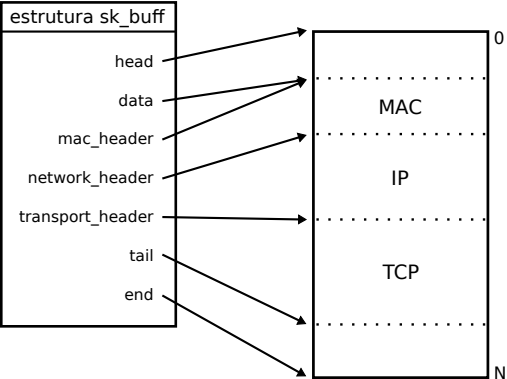 estrutura sk_buff
head
data
mac_header
network_header
transport_header
tail
end
0
MAC
IP
TCP
N